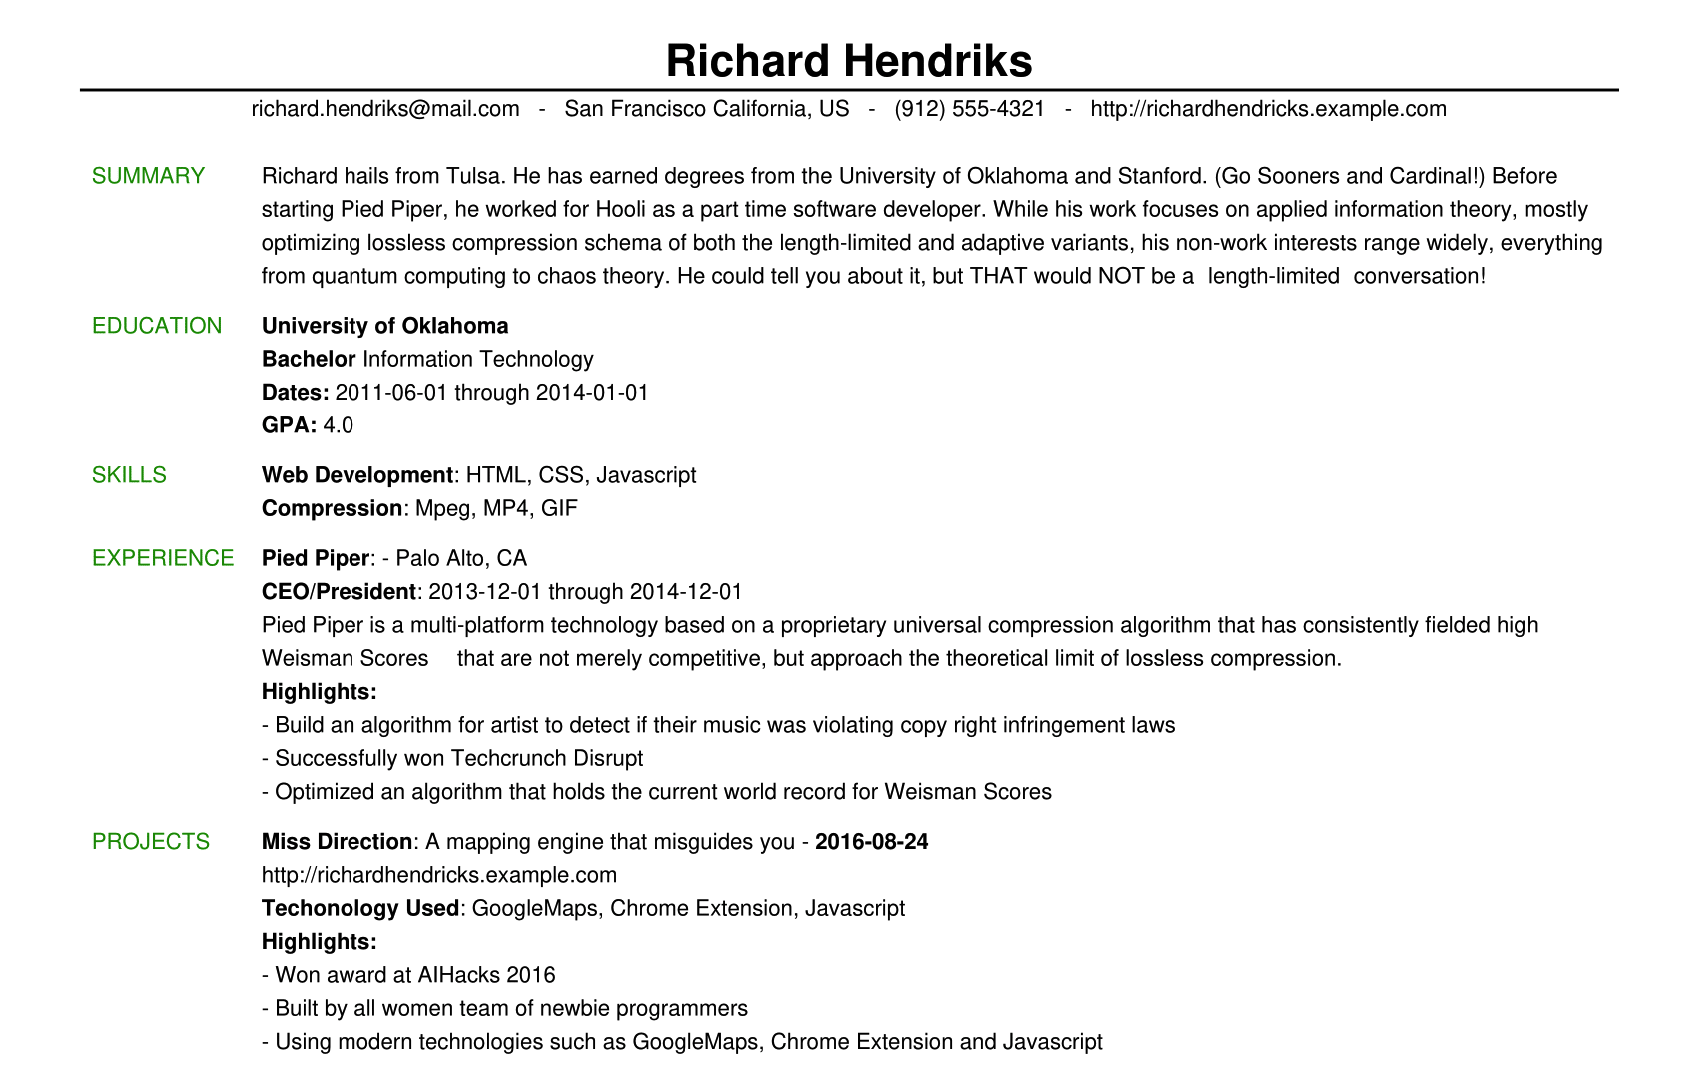 Richard Hendriks
richard.hendriks@mail.com - San Francisco California, US - (912) 555-4321 - http://richardhendricks.example.com
SUMMARY Richard hails from Tulsa. He has earned degrees from the University of Oklahoma and Stanford. (Go Sooners and Cardinal!) Before
starting Pied Piper, he worked for Hooli as a part time software developer. While his work focuses on applied information theory, mostly
optimizing lossless compression schema of both the length-limited and adaptive variants, his non-work interests range widely, everything
from quantum computing to chaos theory. He could tell you about it, but THAT would NOT be a length-limited conversation!
EDUCATION University of Oklahoma
Bachelor Information Technology
Dates: 2011-06-01 through 2014-01-01
GPA: 4.0
SKILLS Web Development: HTML, CSS, Javascript
Compression: Mpeg, MP4, GIF
EXPERIENCE Pied Piper: - Palo Alto, CA
CEO/President: 2013-12-01 through 2014-12-01
Pied Piper is a multi-platform technology based on a proprietary universal compression algorithm that has consistently fielded high
Weisman Scores that are not merely competitive, but approach the theoretical limit of lossless compression.
Highlights:
- Build an algorithm for artist to detect if their music was violating copy right infringement laws
- Successfully won Techcrunch Disrupt
- Optimized an algorithm that holds the current world record for Weisman Scores
PROJECTS Miss Direction: A mapping engine that misguides you - 2016-08-24
http://richardhendricks.example.com
Techonology Used: GoogleMaps, Chrome Extension, Javascript
Highlights:
- Won award at AIHacks 2016
- Built by all women team of newbie programmers
- Using modern technologies such as GoogleMaps, Chrome Extension and Javascript